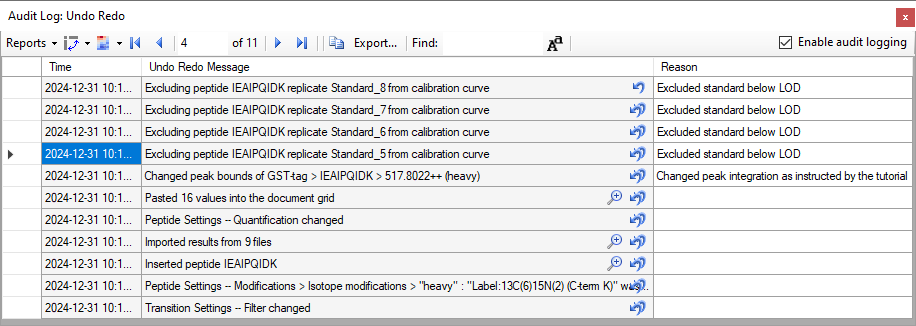 Audit Log: Undo Redo
Reports 4 of 11 Export... Find: Enable audit logging
Time Undo Redo Message Reason
2024-12-31 10:1... Excluding peptide IEAIPQIDK replicate Standard_8 from calibration curve Excluded standard below LOD
2024-12-31 10:1... Excluding peptide IEAIPQIDK replicate Standard_7 from calibration curve Excluded standard below LOD
2024-12-31 10:1... Excluding peptide IEAIPQIDK replicate Standard_6 from calibration curve Excluded standard below LOD
2024-12-31 10:1... Excluding peptide IEAIPQIDK replicate Standard_5 from calibration curve Excluded standard below LOD
2024-12-31 10:1... Changed peak bounds of GST-tag > IEAIPQIDK > 517.8022++ (heavy) Changed peak integration as instructed by the tutorial
2024-12-31 10:1... Pasted 16 values into the document grid
2024-12-31 10:1... Peptide Settings -- Quantification changed
2024-12-31 10:1... Imported results from 9 files
2024-12-31 10:1... Inserted peptide IEAIPQIDK
2024-12-31 10:1... Peptide Settings -- Modifications > Isotope modifications > "heavy" : "Label:13C(6)15N(2) (C-term K)"
2024-12-31 10:1... Transition Settings -- Filter changed